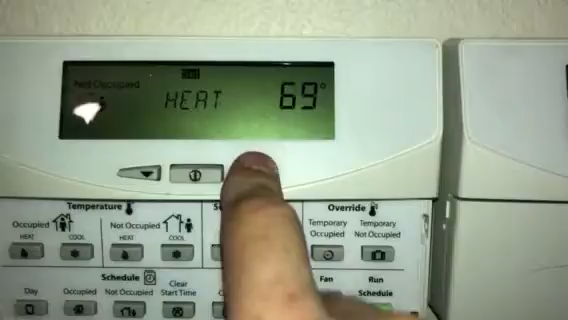 Not Occupied
HEAT 69°
Temperature
Override
Occupied
HEAT COOL
Not Occupied
HEAT COOL
Temporary Occupied
Temporary Not Occupied
Schedule
Fan
Run Schedule
Day
Occupied
Not Occupied
Clear Start Time